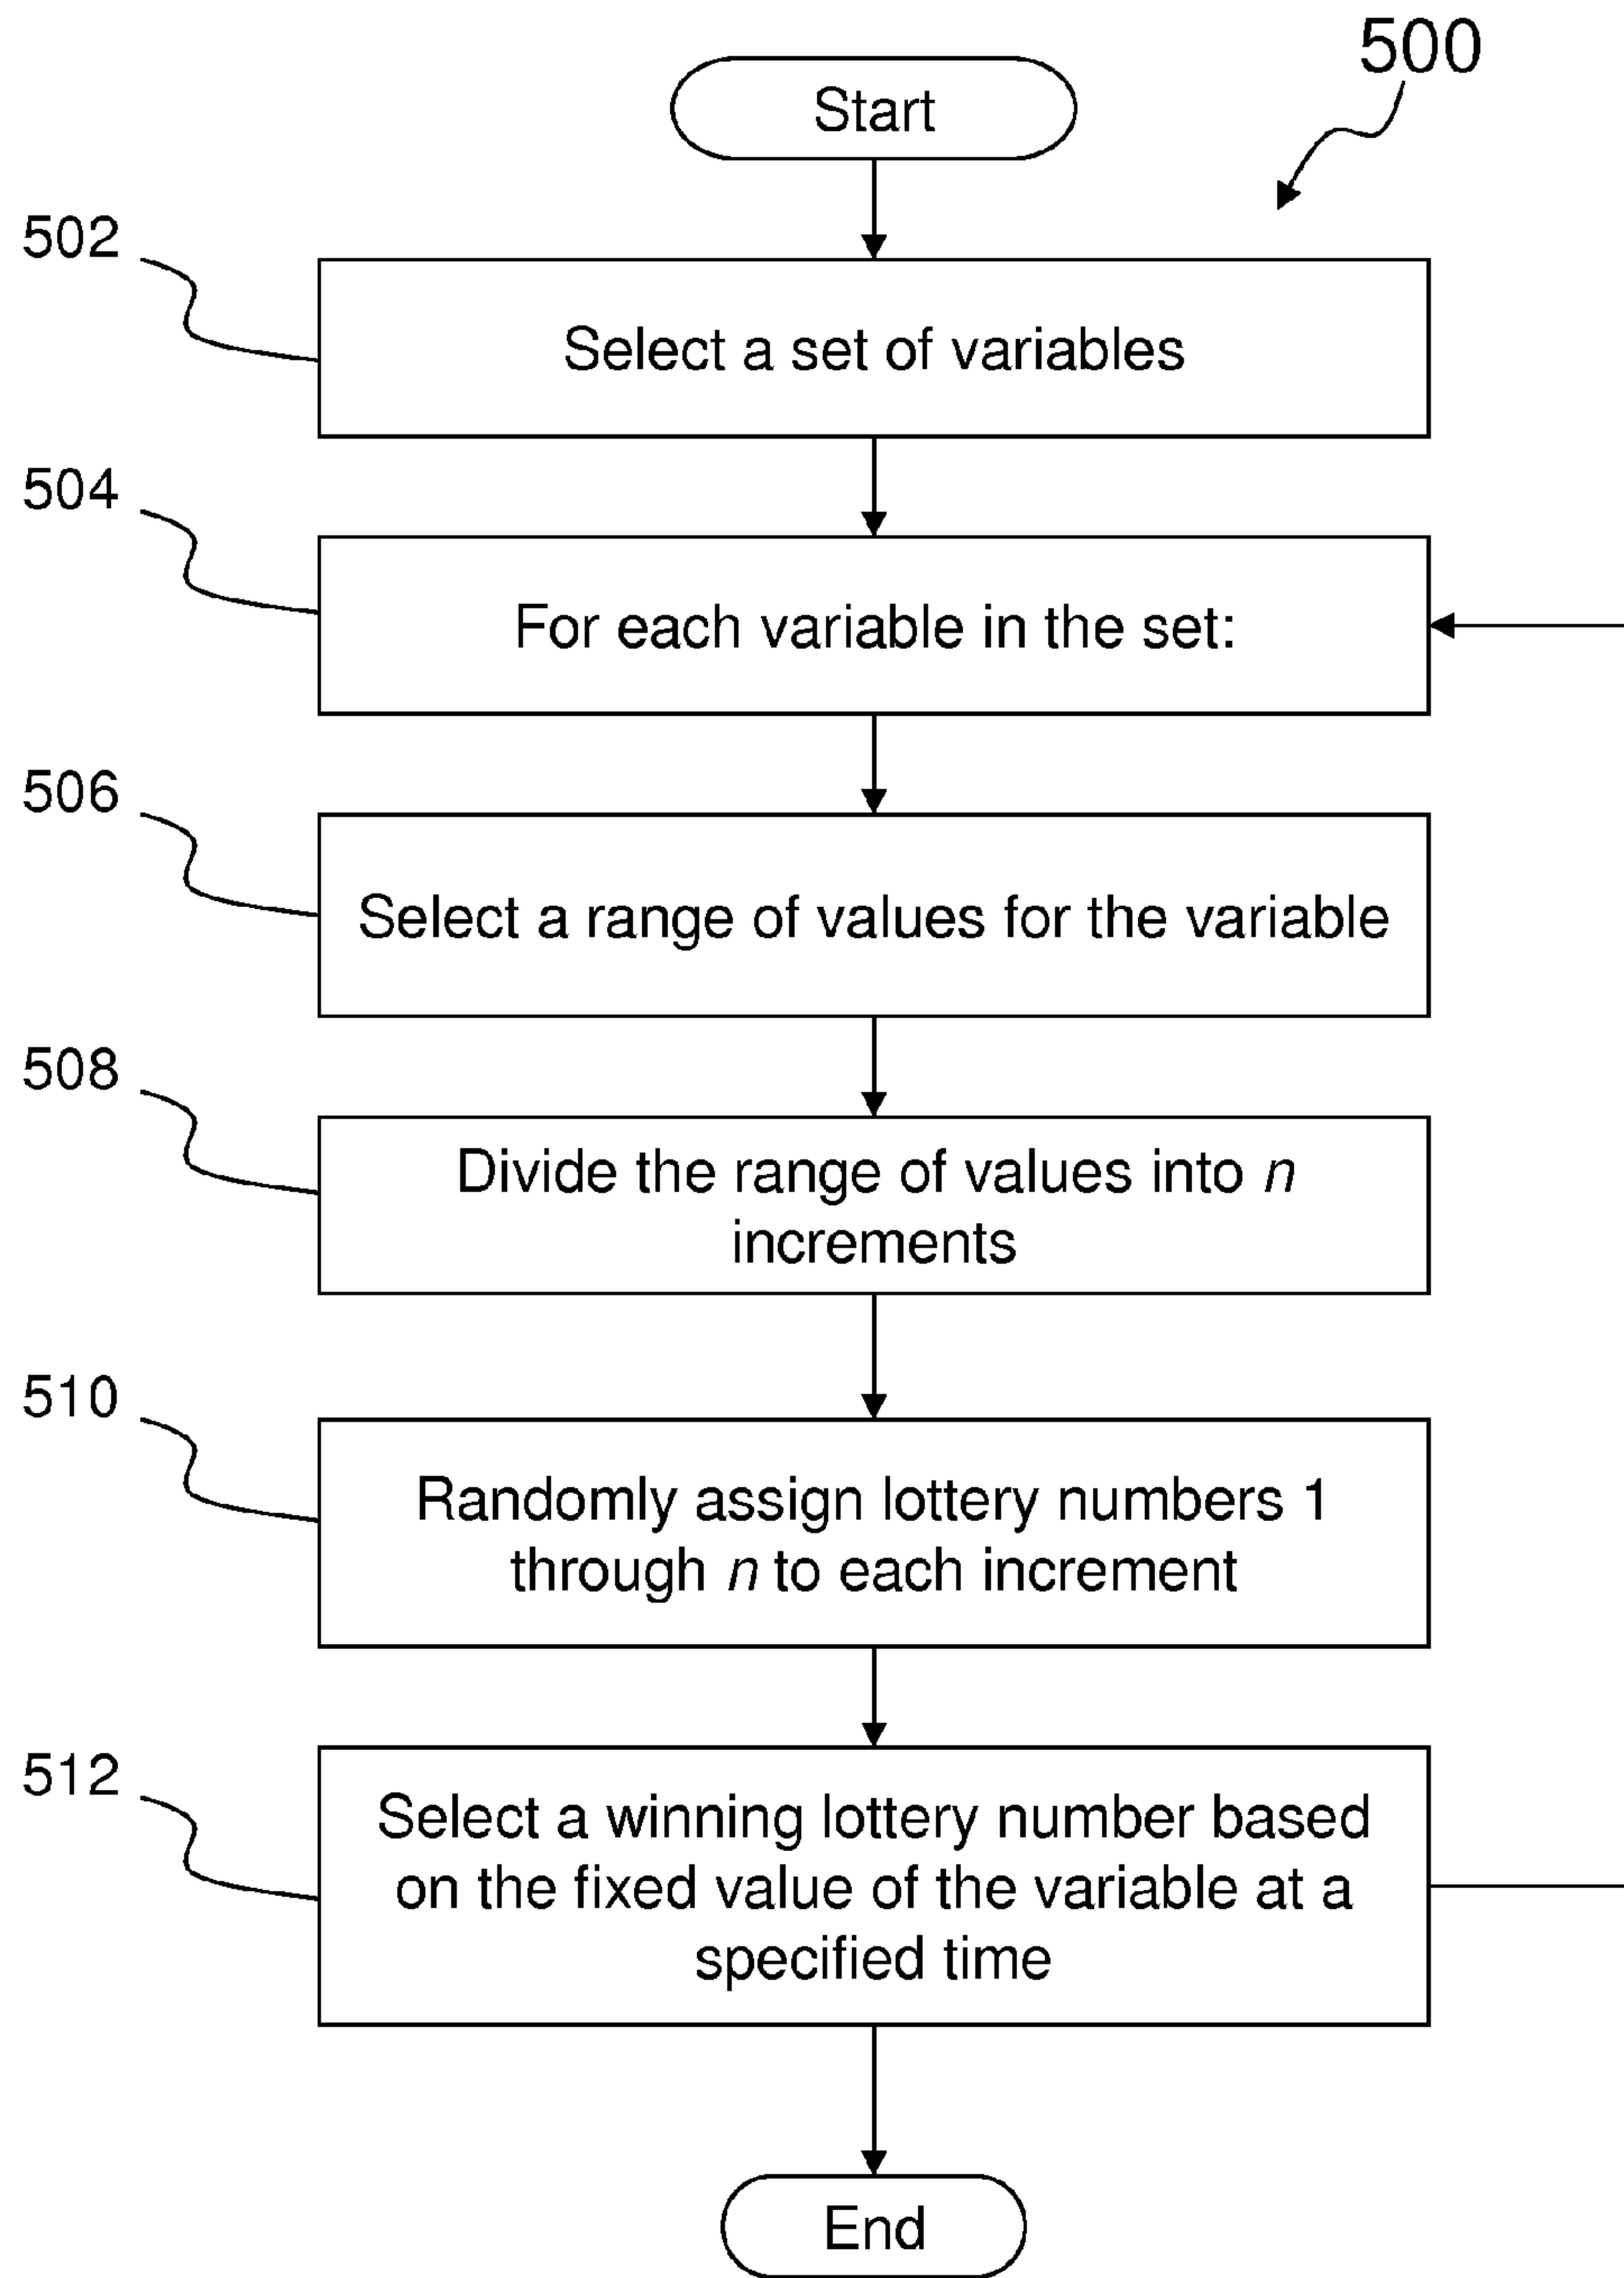 500
Start
502
Select a set of variables
504
For each variable in the set:
506
Select a range of values for the variable
508
Divide the range of values into n
increments
510
Randomly assign lottery numbers 1
through n to each increment
512
Select a winning lottery number based
on the fixed value of the variable at a
specified time
End